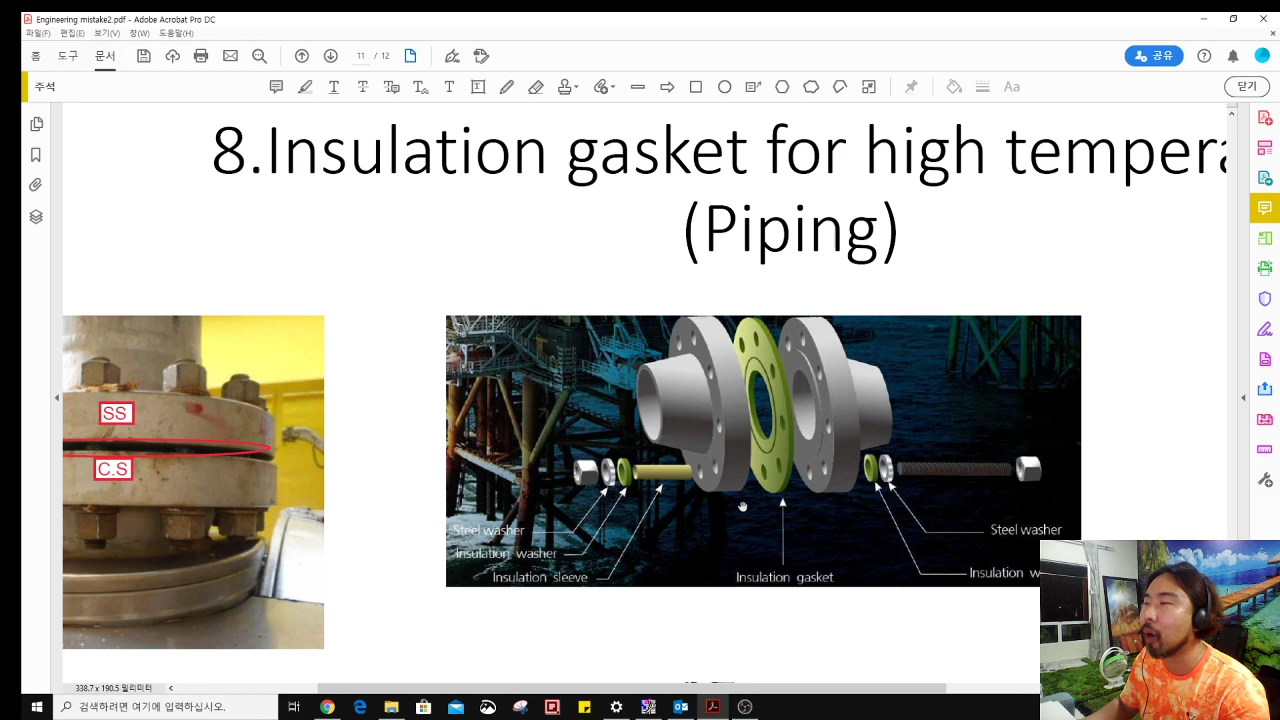 Engineering mistake2.pdf - Adobe Acrobat Pro DC
파일(F) 편집(E) 보기(V) 창(W) 도움말(H)
홈 도구 문서 11 / 12 공유
주석 Aa 닫기
8.Insulation gasket for high tempera
(Piping)
SS
C.S
Steel washer
Insulation washer
Insulation sleeve
Insulation gasket
Steel washer
Insulation w
338.7 x 190.5 밀리미터
검색하려면 여기에 입력하십시오.